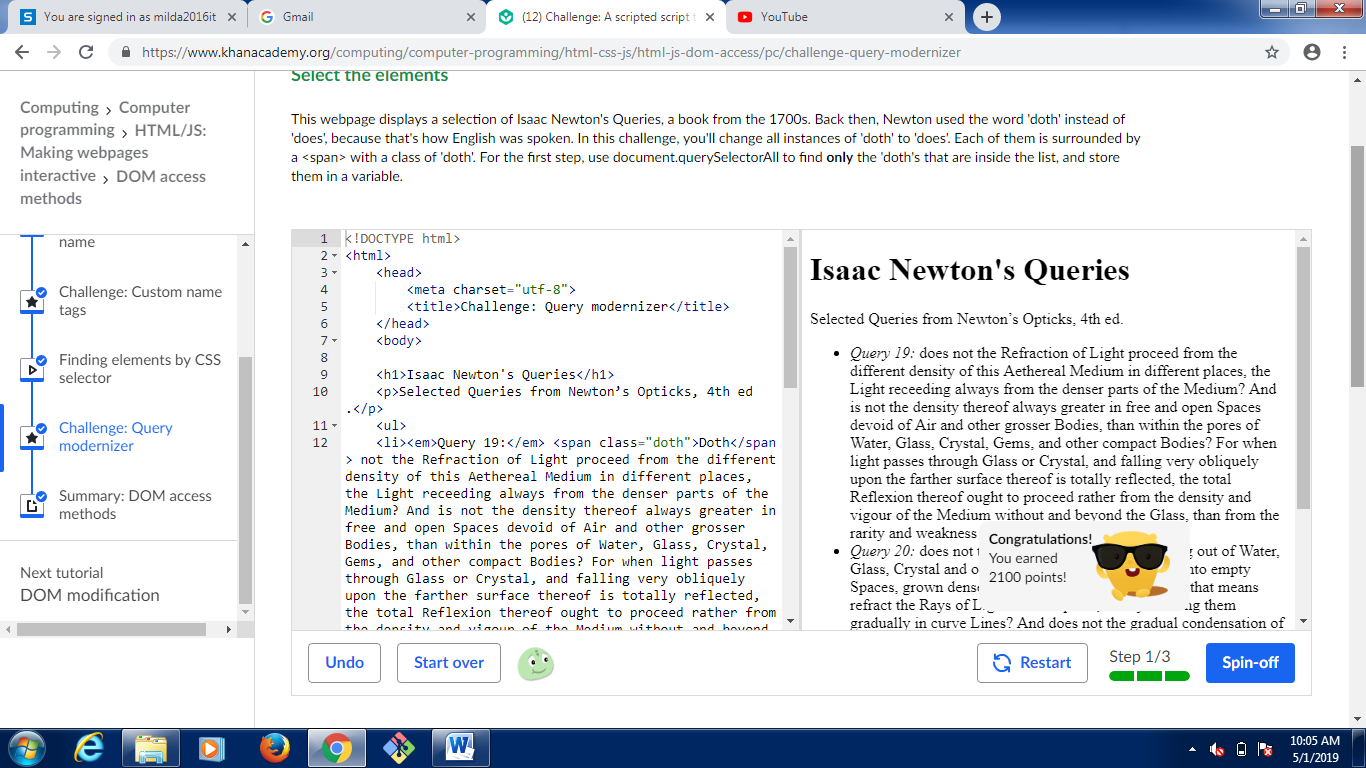 You are signed in as milda2016it
Gmail
(12) Challenge: A scripted script t
YouTube
https://www.khanacademy.org/computing/computer-programming/html-css-js/html-js-dom-access/pc/challenge-query-modernizer
Computing > Computer
programming > HTML/JS:
Making webpages
interactive > DOM access
methods
name
Challenge: Custom name
tags
Finding elements by CSS
selector
Challenge: Query
modernizer
Summary: DOM access
methods
Next tutorial
DOM modification
Select the elements
This webpage displays a selection of Isaac Newton's Queries, a book from the 1700s. Back then, Newton used the word 'doth' instead of
'does', because that's how English was spoken. In this challenge, you'll change all instances of 'doth' to 'does'. Each of them is surrounded by
a <span> with a class of 'doth'. For the first step, use document.querySelectorAll to find only the 'doth's that are inside the list, and store
them in a variable.
1 <!DOCTYPE html>
2 <html>
3 <head>
4 <meta charset="utf-8">
5 <title>Challenge: Query modernizer</title>
6 </head>
7 <body>
8
9 <h1>Isaac Newton's Queries</h1>
10 <p>Selected Queries from Newton’s Opticks, 4th ed
.</p>
11 <ul>
12 <li><em>Query 19:</em> <span class="doth">Doth</span
> not the Refraction of Light proceed from the different
density of this Aethereal Medium in different places,
the Light receeding always from the denser parts of the
Medium? And is not the density thereof always greater in
free and open Spaces devoid of Air and other grosser
Bodies, than within the pores of Water, Glass, Crystal,
Gems, and other compact Bodies? For when light passes
through Glass or Crystal, and falling very obliquely
upon the farther surface thereof is totally reflected,
the total Reflexion thereof ought to proceed rather from
the density and vigour of the Medium without and beyond
Isaac Newton's Queries
Selected Queries from Newton’s Opticks, 4th ed.
• Query 19: does not the Refraction of Light proceed from the
different density of this Aethereal Medium in different places, the
Light receeding always from the denser parts of the Medium? And
is not the density thereof always greater in free and open Spaces
devoid of Air and other grosser Bodies, than within the pores of
Water, Glass, Crystal, Gems, and other compact Bodies? For when
light passes through Glass or Crystal, and falling very obliquely
upon the farther surface thereof is totally reflected, the total
Reflexion thereof ought to proceed rather from the density and
vigour of the Medium without and beyond the Glass, than from the
rarity and weakness
• Query 20: does not out of Water,
Glass, Crystal and to empty
Spaces, grown dense that means
refract the Rays of them
gradually in curve Lines? And does not the gradual condensation of
Congratulations!
You earned
2100 points!
Undo
Start over
Restart
Step 1/3
Spin-off
10:05 AM
5/1/2019